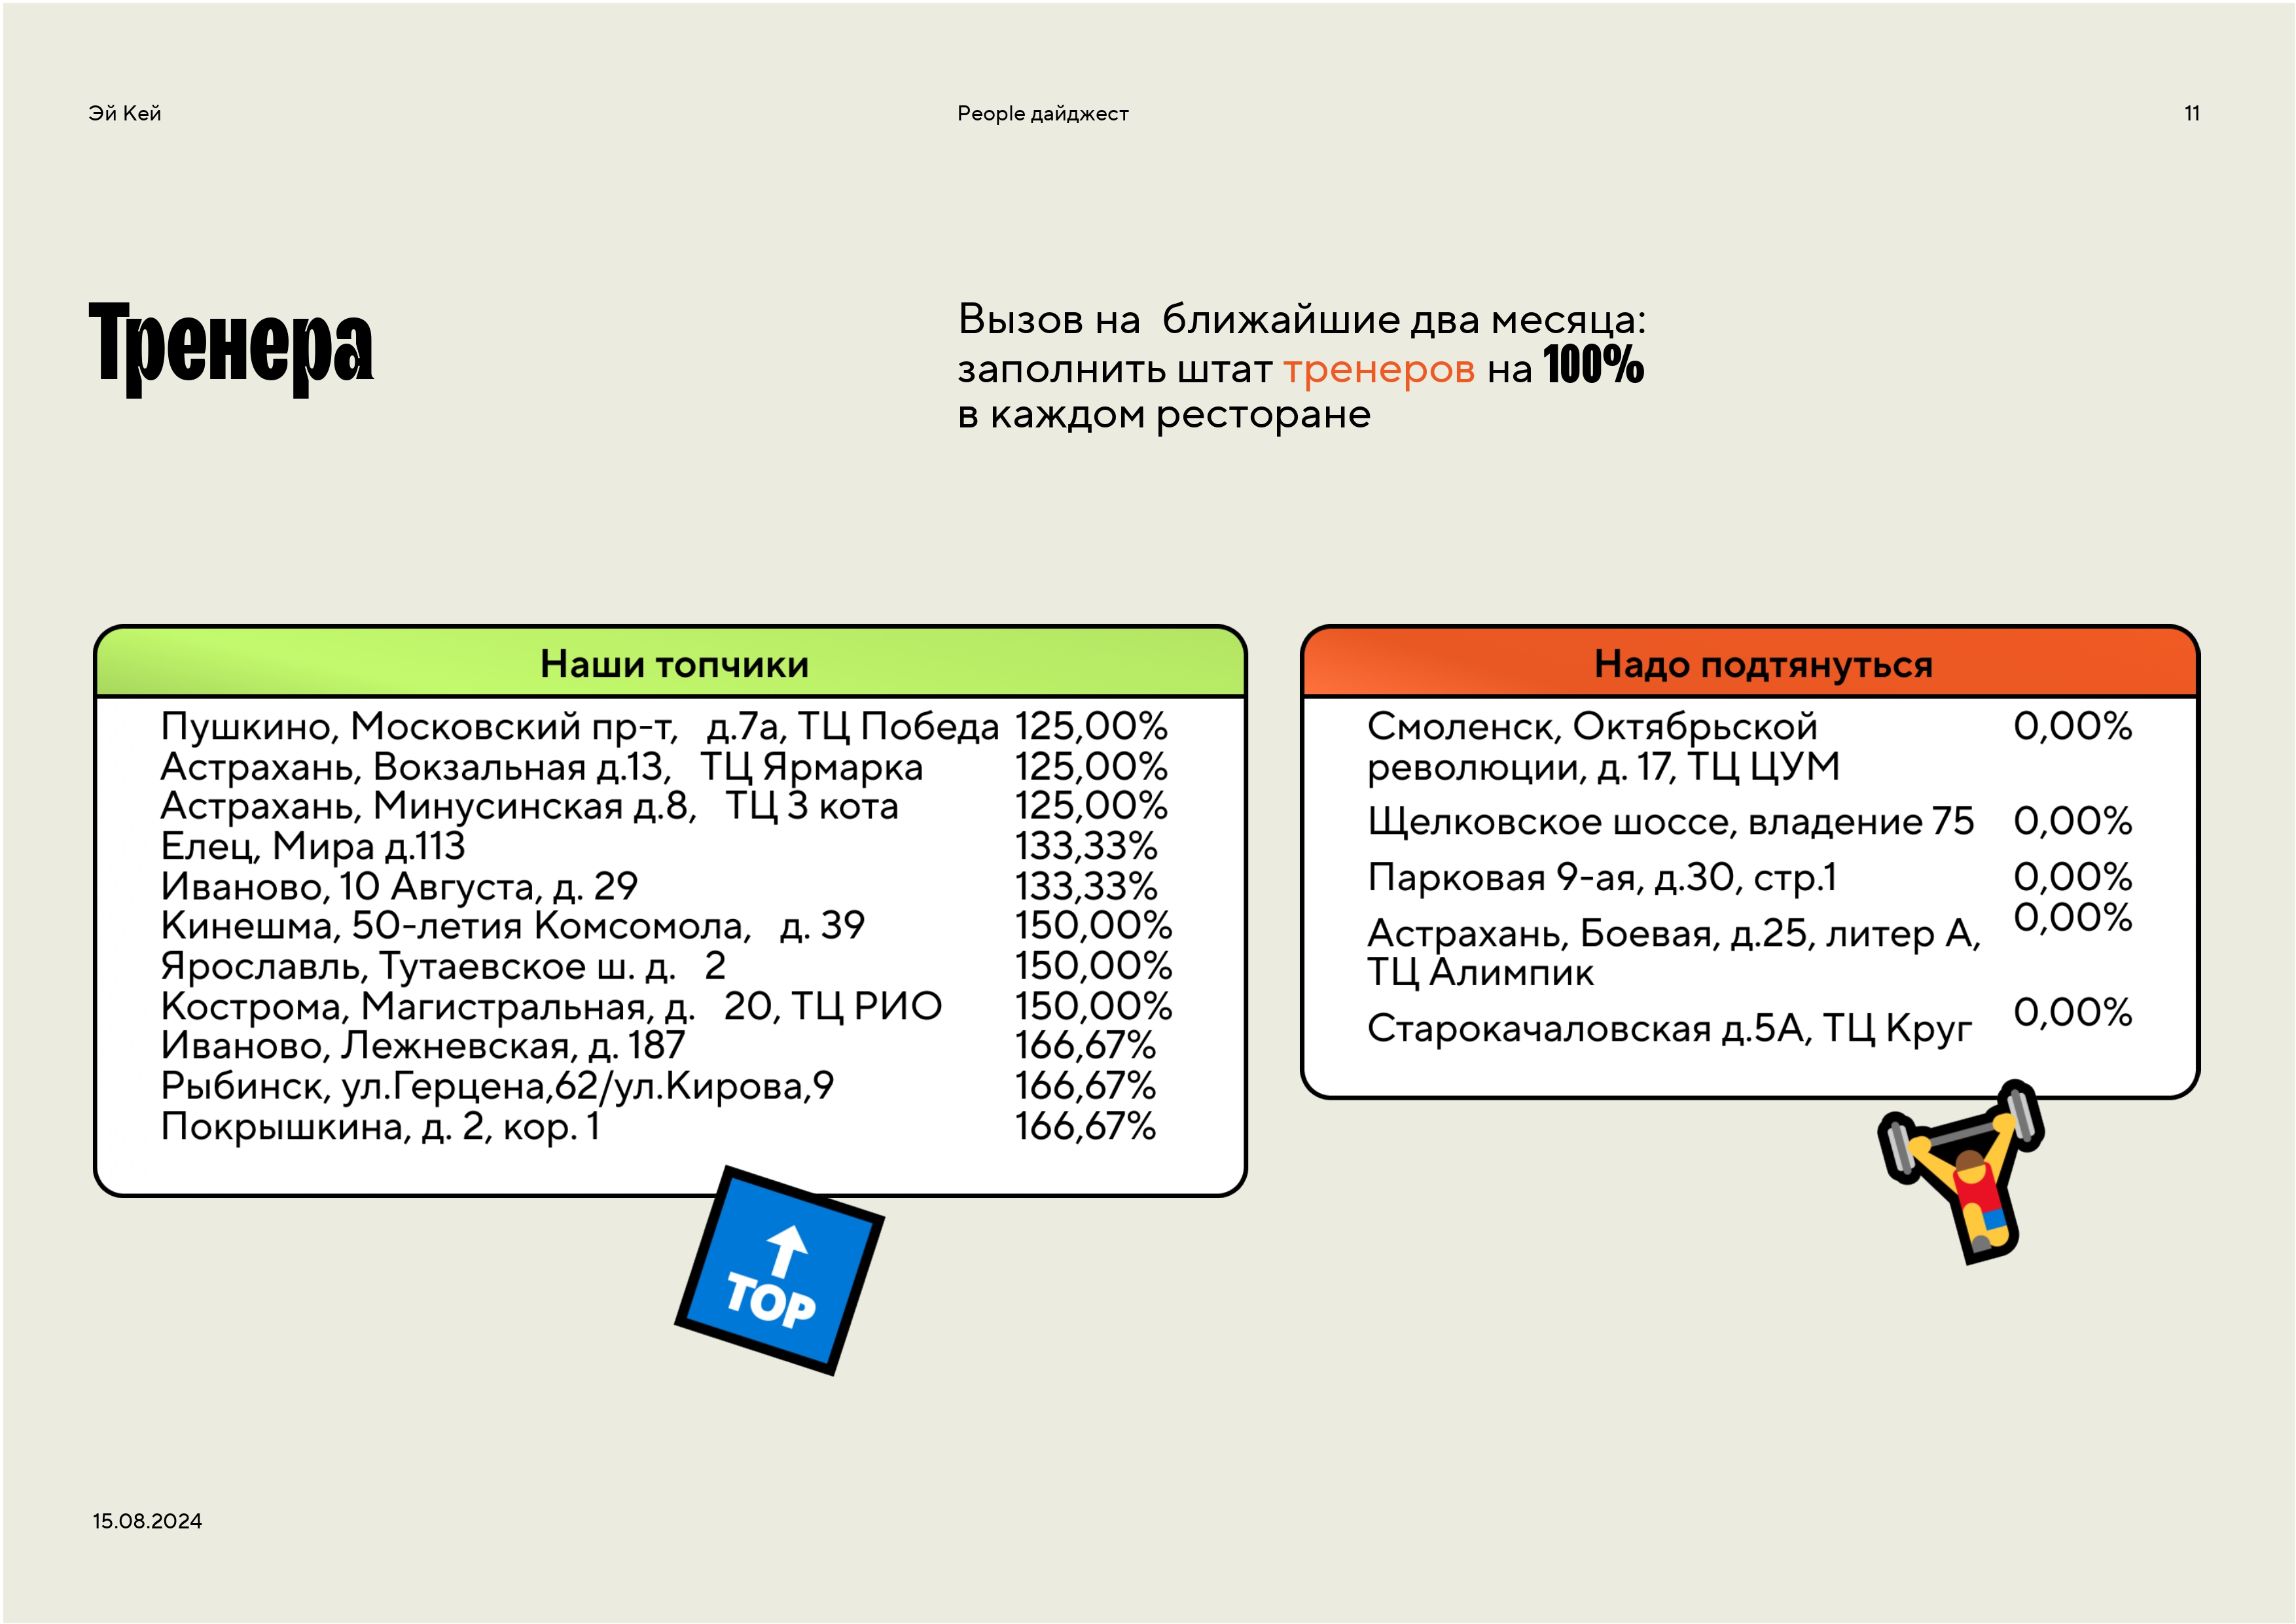 Эй Кей
People дайджест
11
Тренера
Вызов на ближайшие два месяца:
заполнить штат тренеров на 100%
в каждом ресторане
Наши топчики
Пушкино, Московский пр-т, д.7а, ТЦ Победа 125,00%
Астрахань, Вокзальная д.13, ТЦ Ярмарка 125,00%
Астрахань, Минусинская д.8, ТЦ 3 кота 125,00%
Елец, Мира д.113 133,33%
Иваново, 10 Августа, д. 29 133,33%
Кинешма, 50-летия Комсомола, д. 39 150,00%
Ярославль, Тутаевское ш. д. 2 150,00%
Кострома, Магистральная, д. 20, ТЦ РИО 150,00%
Иваново, Лежневская, д. 187 166,67%
Рыбинск, ул.Герцена,62/ул.Кирова,9 166,67%
Покрышкина, д. 2, кор. 1 166,67%
TOP
Надо подтянуться
Смоленск, Октябрьской 0,00%
революции, д. 17, ТЦ ЦУМ
Щелковское шоссе, владение 75 0,00%
Парковая 9-ая, д.30, стр.1 0,00%
Астрахань, Боевая, д.25, литер А, 0,00%
ТЦ Алимпик
Старокачаловская д.5А, ТЦ Круг 0,00%
15.08.2024